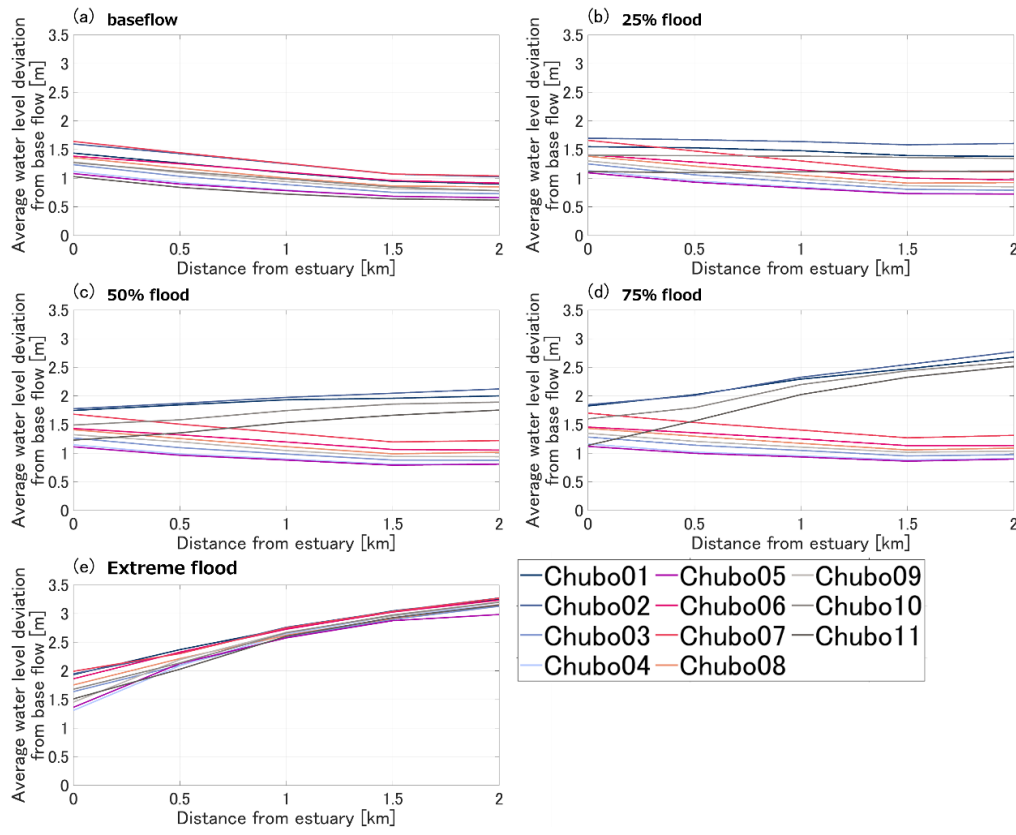 (a) baseflow
Average water level deviation
from base flow [m]
3.5
3
2.5
2
1.5
1
0.5
0
0 0.5 1 1.5 2
Distance from estuary [km]
(b) 25% flood
Average water level deviation
from base flow [m]
3.5
3
2.5
2
1.5
1
0.5
0
0 0.5 1 1.5 2
Distance from estuary [km]
(c) 50% flood
Average water level deviation
from base flow [m]
3.5
3
2.5
2
1.5
1
0.5
0
0 0.5 1 1.5 2
Distance from estuary [km]
(d) 75% flood
Average water level deviation
from base flow [m]
3.5
3
2.5
2
1.5
1
0.5
0
0 0.5 1 1.5 2
Distance from estuary [km]
(e) Extreme flood
Average water level deviation
from base flow [m]
3.5
3
2.5
2
1.5
1
0.5
0
0 0.5 1 1.5 2
Distance from estuary [km]
Chubo01 Chubo05 Chubo09
Chubo02 Chubo06 Chubo10
Chubo03 Chubo07 Chubo11
Chubo04 Chubo08